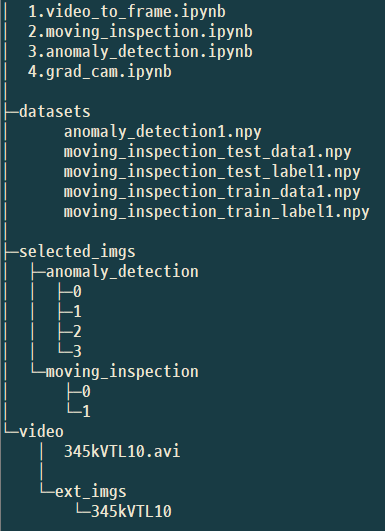 1.video_to_frame.ipynb
2.moving_inspection.ipynb
3.anomaly_detection.ipynb
4.grad_cam.ipynb
datasets
anomaly_detection1.npy
moving_inspection_test_data1.npy
moving_inspection_test_label1.npy
moving_inspection_train_data1.npy
moving_inspection_train_label1.npy
selected_imgs
anomaly_detection
0
1
2
3
moving_inspection
0
1
video
345kVTL10.avi
ext_imgs
345kVTL10